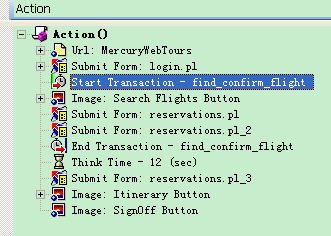 Action
Action()
Url: MercuryWebTours
Submit Form: login.pl
Start Transaction - find_confirm_flight
Image: Search Flights Button
Submit Form: reservations.pl
Submit Form: reservations.pl_2
End Transaction - find_confirm_flight
Think Time - 12 (sec)
Submit Form: reservations.pl_3
Image: Itinerary Button
Image: SignOff Button